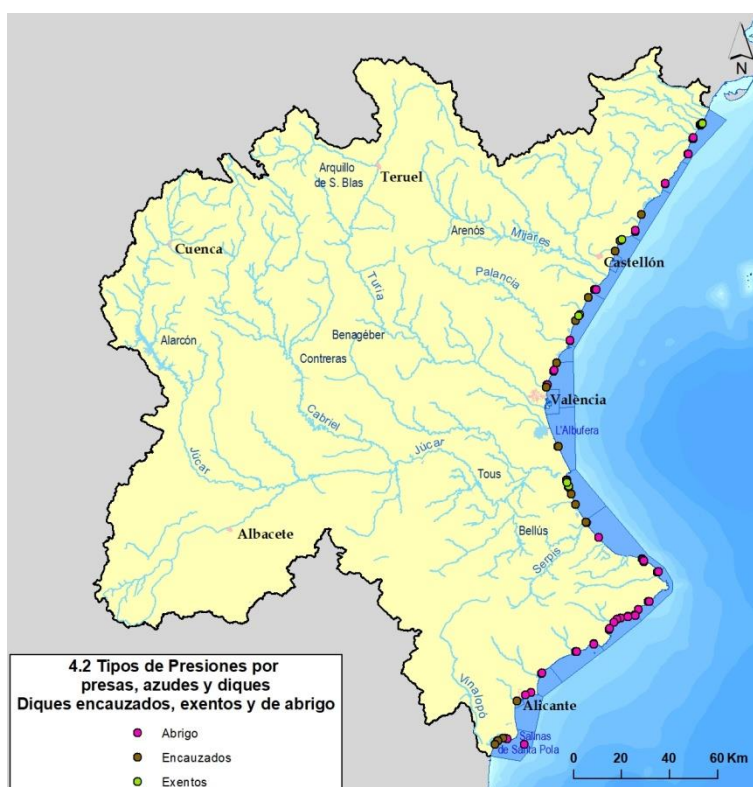 N
Arquillo
de S. Blas
Teruel
Cuenca
Arenós
Mijares
Castellón
Palancia
Turia
Alarcón
Benagéber
Contreras
València
L'Albufera
Cabriel
Júcar
Júcar
Tous
Albacete
Bellús
Serpis
4.2 Tipos de Presiones por
presas, azudes y diques
Diques encauzados, exentos y de abrigo
Abrigo
Encauzados
Exentos
Vinalopó
Alicante
Salinas
de Santa Pola
0 20 40 60 Km